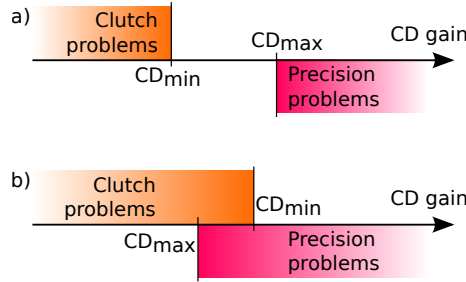 a)
Clutch
problems
CDmin
CDmax
CD gain
Precision
problems
b)
Clutch
problems
CDmin
CD gain
CDmax
Precision
problems